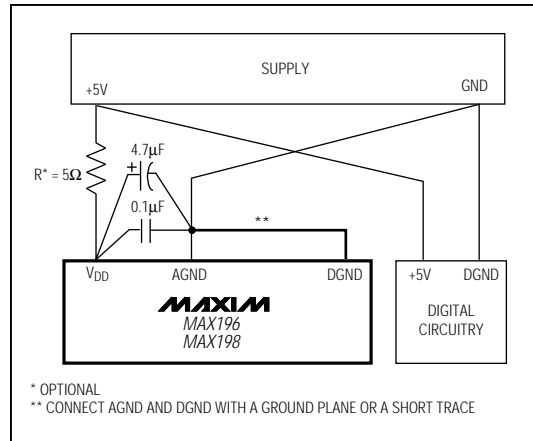 SUPPLY
+5V
GND
4.7µF
+
R* = 5Ω
0.1µF
**
VDD
AGND
DGND
+5V
DGND
MAXIM
MAX196
MAX198
DIGITAL
CIRCUITRY
* OPTIONAL
** CONNECT AGND AND DGND WITH A GROUND PLANE OR A SHORT TRACE